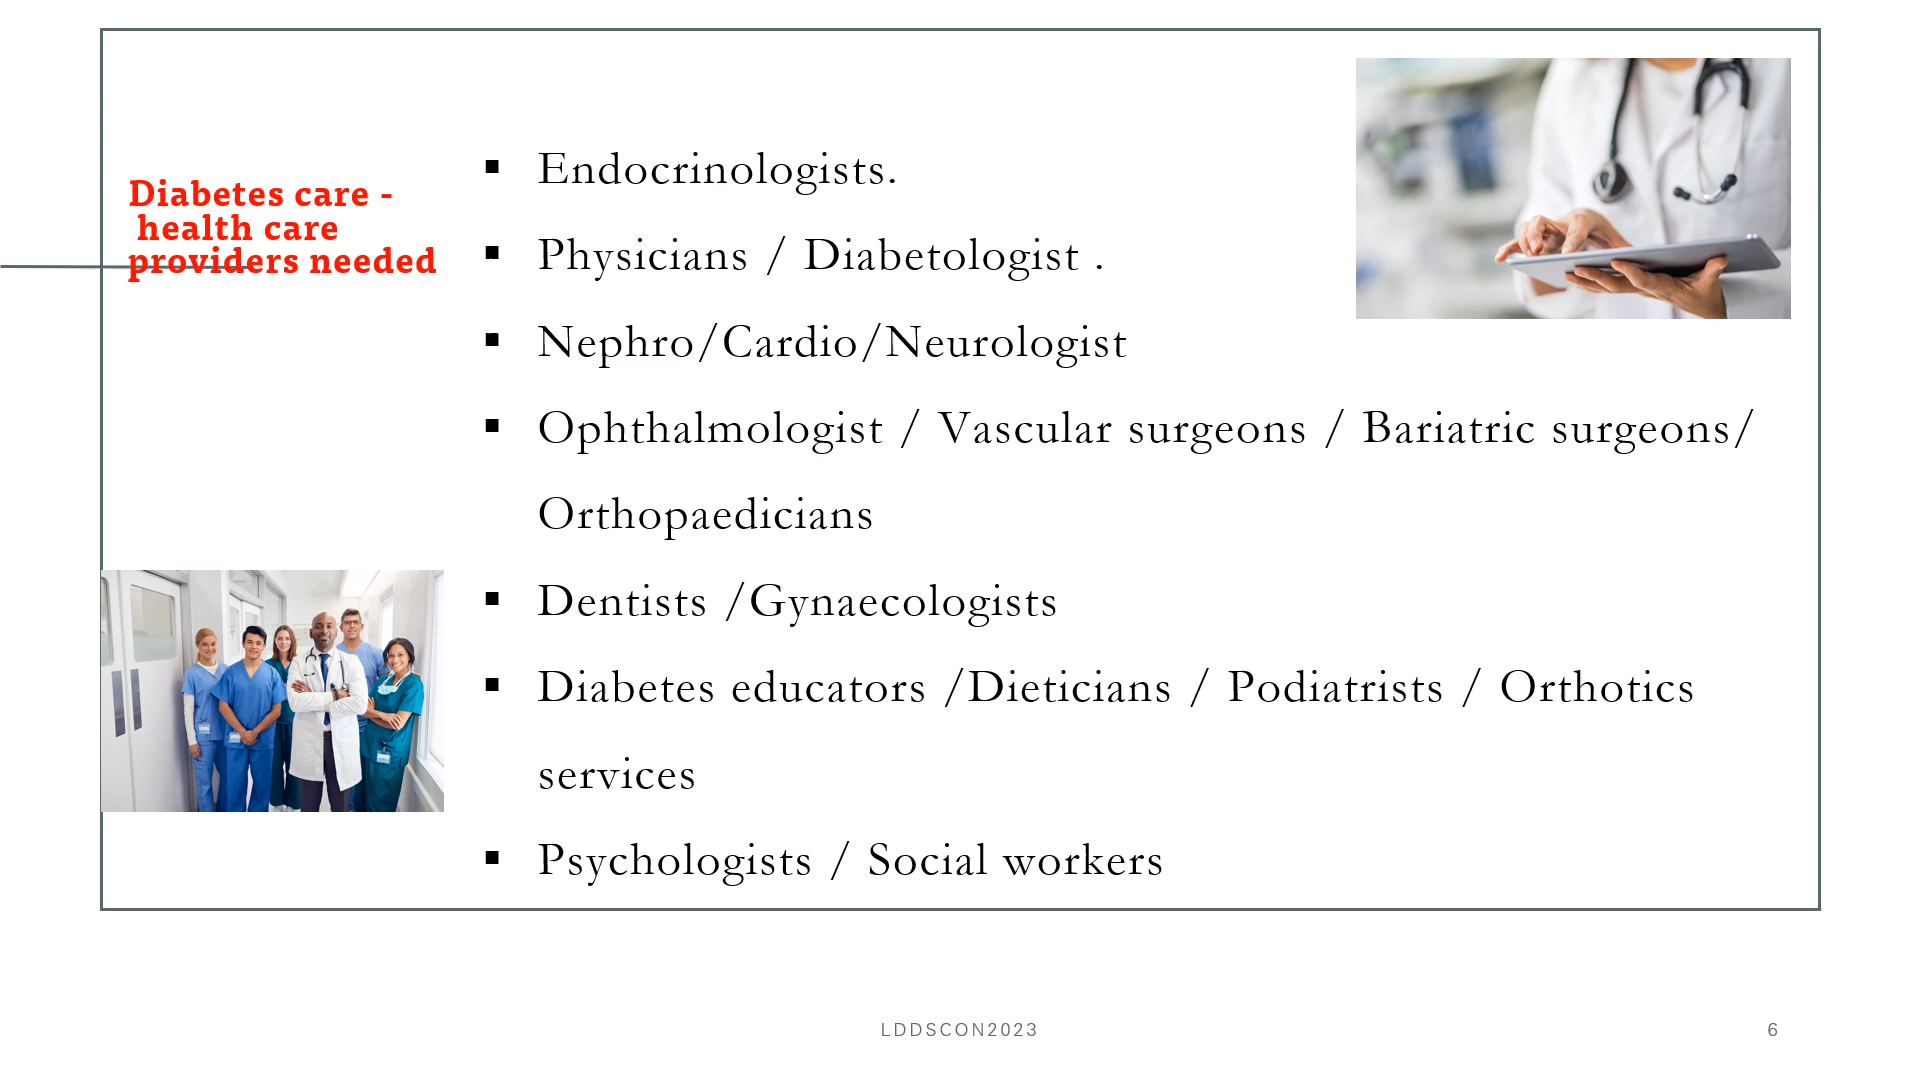 Diabetes care -
health care
providers needed
▪ Endocrinologists.
▪ Physicians / Diabetologist .
▪ Nephro/Cardio/Neurologist
▪ Ophthalmologist / Vascular surgeons / Bariatric surgeons/
Orthopaedicians
▪ Dentists /Gynaecologists
▪ Diabetes educators /Dieticians / Podiatrists / Orthotics
services
▪ Psychologists / Social workers
LDDSCON2023
6